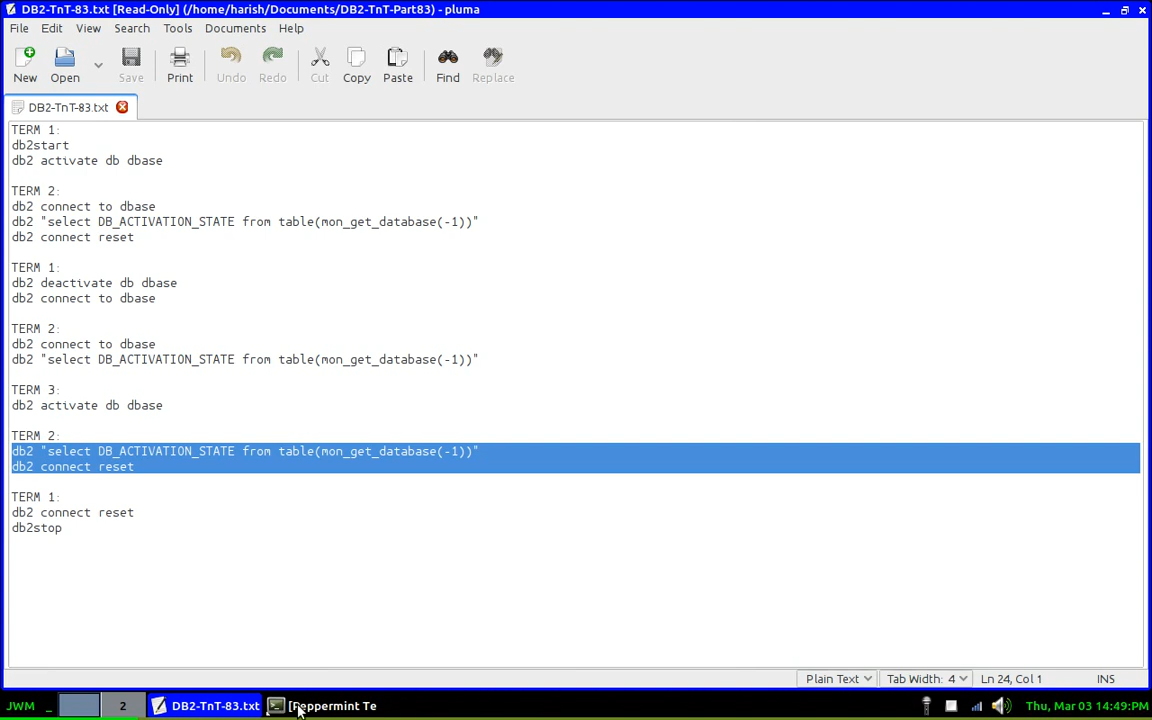 DB2-TnT-83.txt [Read-Only] (/home/harish/Documents/DB2-TnT-Part83) - pluma
File Edit View Search Tools Documents Help
New Open Save Print Undo Redo Cut Copy Paste Find Replace
DB2-TnT-83.txt
TERM 1:
db2start
db2 activate db dbase
TERM 2:
db2 connect to dbase
db2 "select DB_ACTIVATION_STATE from table(mon_get_database(-1))"
db2 connect reset
TERM 1:
db2 deactivate db dbase
db2 connect to dbase
TERM 2:
db2 connect to dbase
db2 "select DB_ACTIVATION_STATE from table(mon_get_database(-1))"
TERM 3:
db2 activate db dbase
TERM 2:
db2 "select DB_ACTIVATION_STATE from table(mon_get_database(-1))"
db2 connect reset
TERM 1:
db2 connect reset
db2stop
Plain Text Tab Width: 4 Ln 24, Col 1 INS
JWM _ 2 DB2-TnT-83.txt [Peppermint Te Thu, Mar 03 14:49:PM